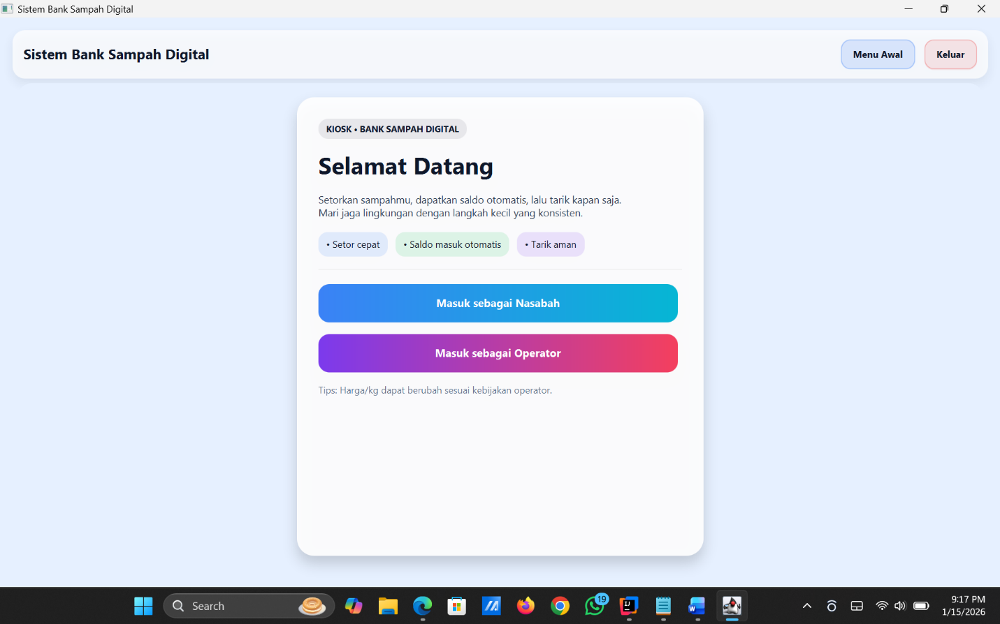 Sistem Bank Sampah Digital
Sistem Bank Sampah Digital
Menu Awal
Keluar
KIOSK • BANK SAMPAH DIGITAL
Selamat Datang
Setorkan sampahmu, dapatkan saldo otomatis, lalu tarik kapan saja.
Mari jaga lingkungan dengan langkah kecil yang konsisten.
• Setor cepat
• Saldo masuk otomatis
• Tarik aman
Masuk sebagai Nasabah
Masuk sebagai Operator
Tips: Harga/kg dapat berubah sesuai kebijakan operator.
Search
19
IJ
W
9:17 PM
1/15/2026